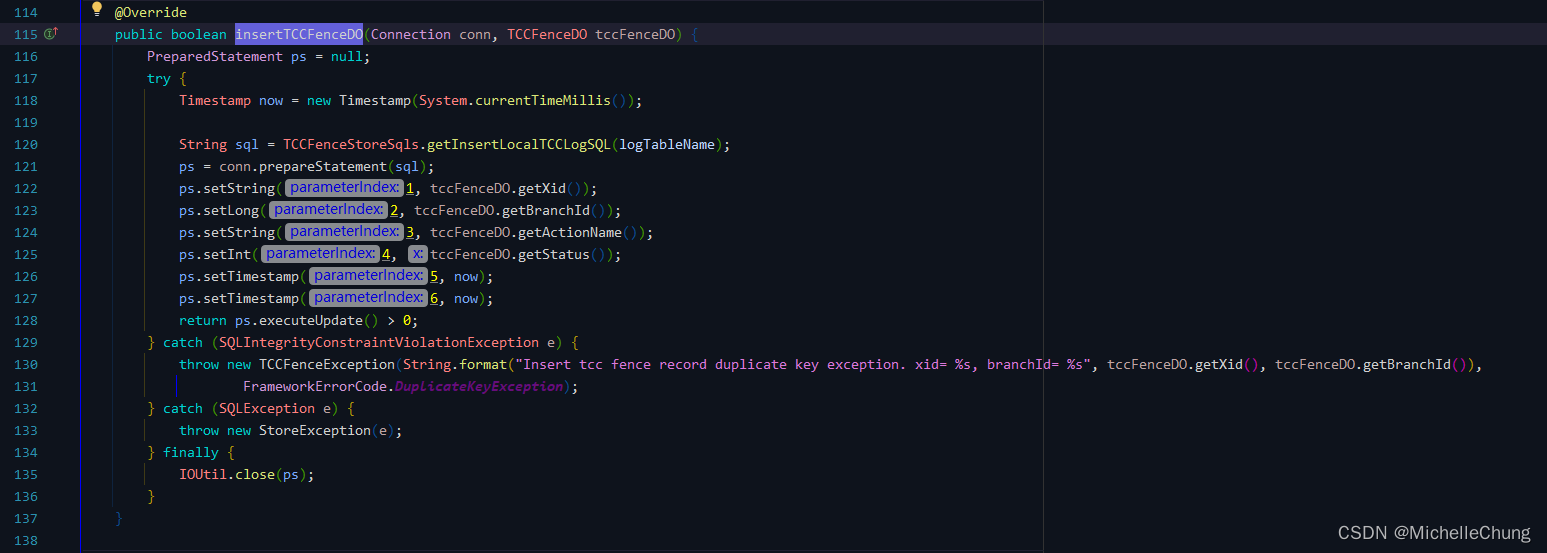 114 @Override
115 public boolean insertTCCFenceDO(Connection conn, TCCFenceDO tccFenceDO) {
116 PreparedStatement ps = null;
117 try {
118 Timestamp now = new Timestamp(System.currentTimeMillis());
119
120 String sql = TCCFenceStoreSqls.getInsertLocalTCCLogSQL(logTableName);
121 ps = conn.prepareStatement(sql);
122 ps.setString( parameterIndex: 1, tccFenceDO.getXid());
123 ps.setLong( parameterIndex: 2, tccFenceDO.getBranchId());
124 ps.setString( parameterIndex: 3, tccFenceDO.getActionName());
125 ps.setInt( parameterIndex: 4, x: tccFenceDO.getStatus());
126 ps.setTimestamp( parameterIndex: 5, now);
127 ps.setTimestamp( parameterIndex: 6, now);
128 return ps.executeUpdate() > 0;
129 } catch (SQLIntegrityConstraintViolationException e) {
130 throw new TCCFenceException(String.format("Insert tcc fence record duplicate key exception. xid= %s, branchId= %s", tccFenceDO.getXid(), tccFenceDO.getBranchId()),
131 FrameworkErrorCode.DuplicateKeyException);
132 } catch (SQLException e) {
133 throw new StoreException(e);
134 } finally {
135 IOUtil.close(ps);
136 }
137 }
138
CSDN @MichelleChung